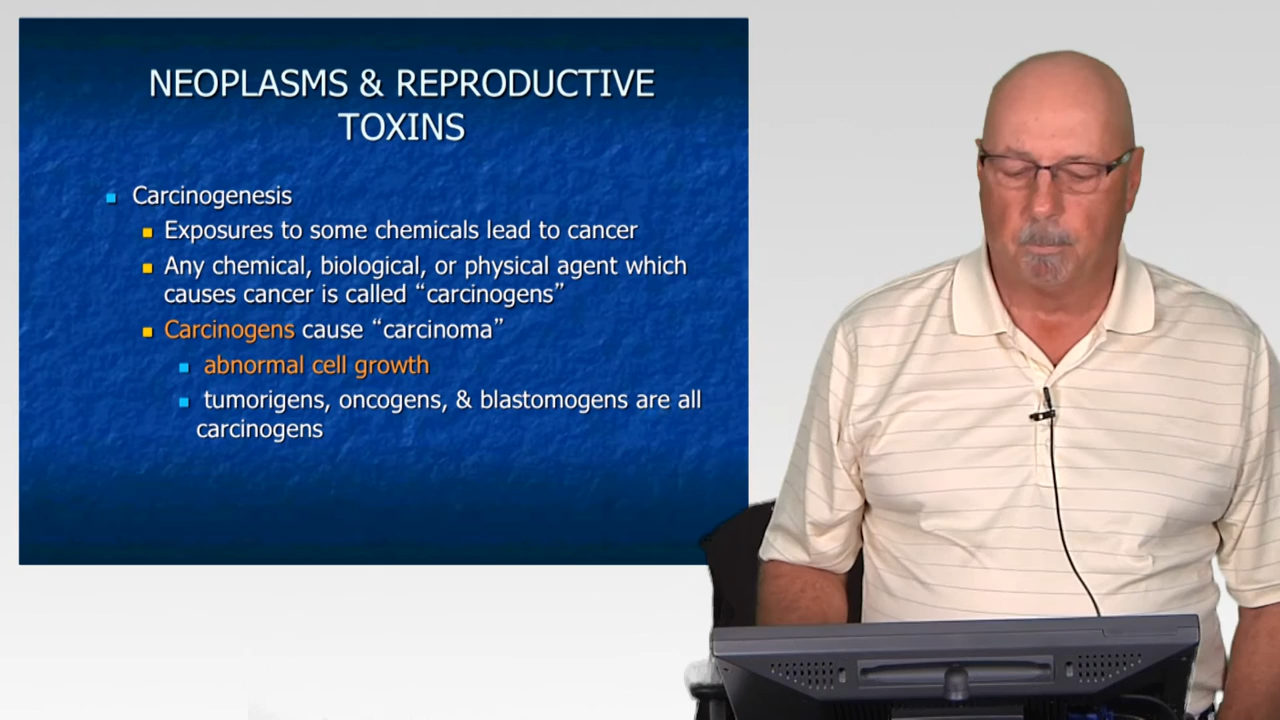 NEOPLASMS & REPRODUCTIVE
TOXINS
Carcinogenesis
Exposures to some chemicals lead to cancer
Any chemical, biological, or physical agent which
causes cancer is called “carcinogens”
Carcinogens cause “carcinoma”
abnormal cell growth
tumorigens, oncogens, & blastomogens are all
carcinogens